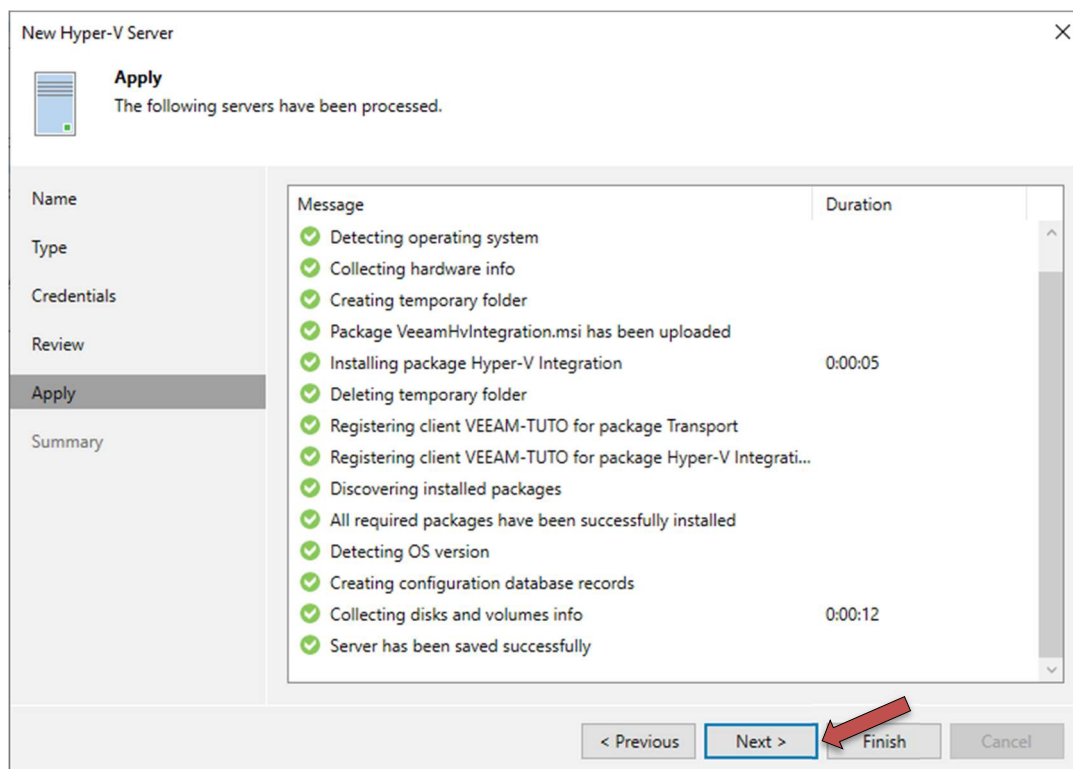 New Hyper-V Server
Apply
The following servers have been processed.
Name
Type
Credentials
Review
Apply
Summary
Message Duration
Detecting operating system
Collecting hardware info
Creating temporary folder
Package VeeamHvIntegration.msi has been uploaded
Installing package Hyper-V Integration 0:00:05
Deleting temporary folder
Registering client VEEAM-TUTO for package Transport
Registering client VEEAM-TUTO for package Hyper-V Integrati...
Discovering installed packages
All required packages have been successfully installed
Detecting OS version
Creating configuration database records
Collecting disks and volumes info 0:00:12
Server has been saved successfully
< Previous Next > Finish Cancel